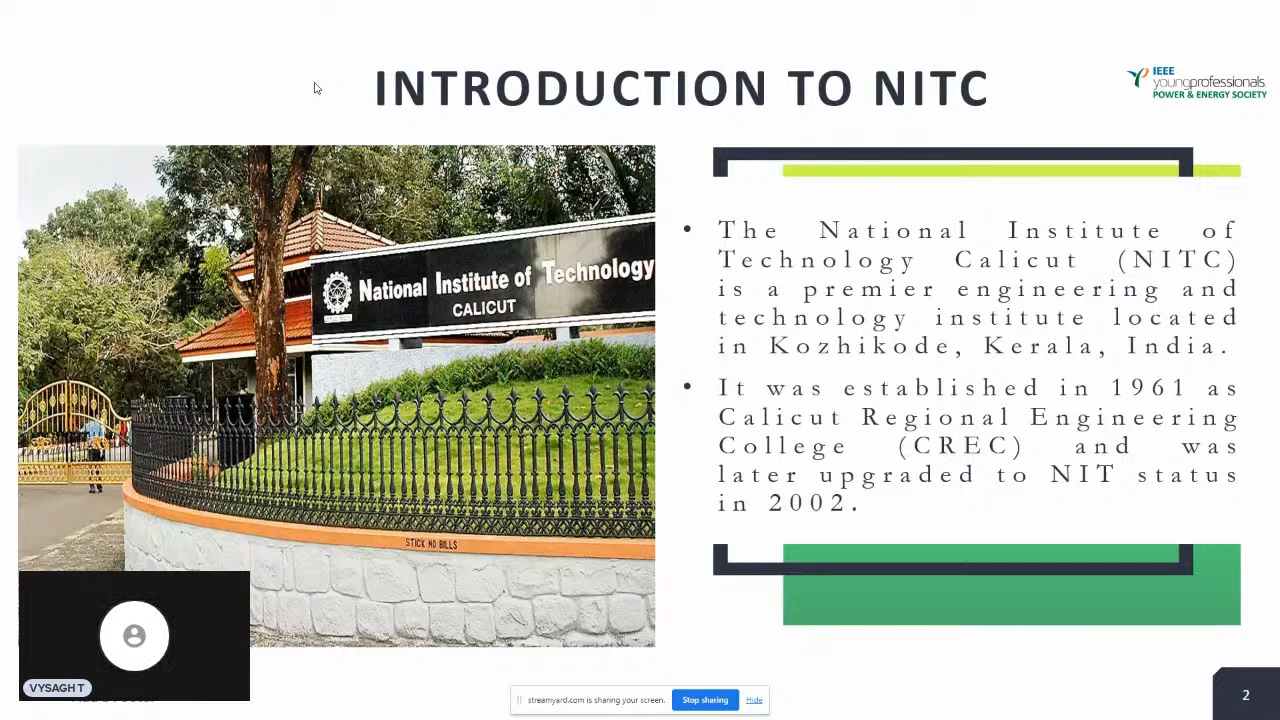 INTRODUCTION TO NITC
IEEE
youngprofessionals
POWER & ENERGY SOCIETY
National Institute of Technology
CALICUT
STICK NO BILLS
• The National Institute of
Technology Calicut (NITC)
is a premier engineering and
technology institute located
in Kozhikode, Kerala, India.
• It was established in 1961 as
Calicut Regional Engineering
College (CREC) and was
later upgraded to NIT status
in 2002.
VYSAGH T
streamyard.com is sharing your screen.
Stop sharing
Hide
2